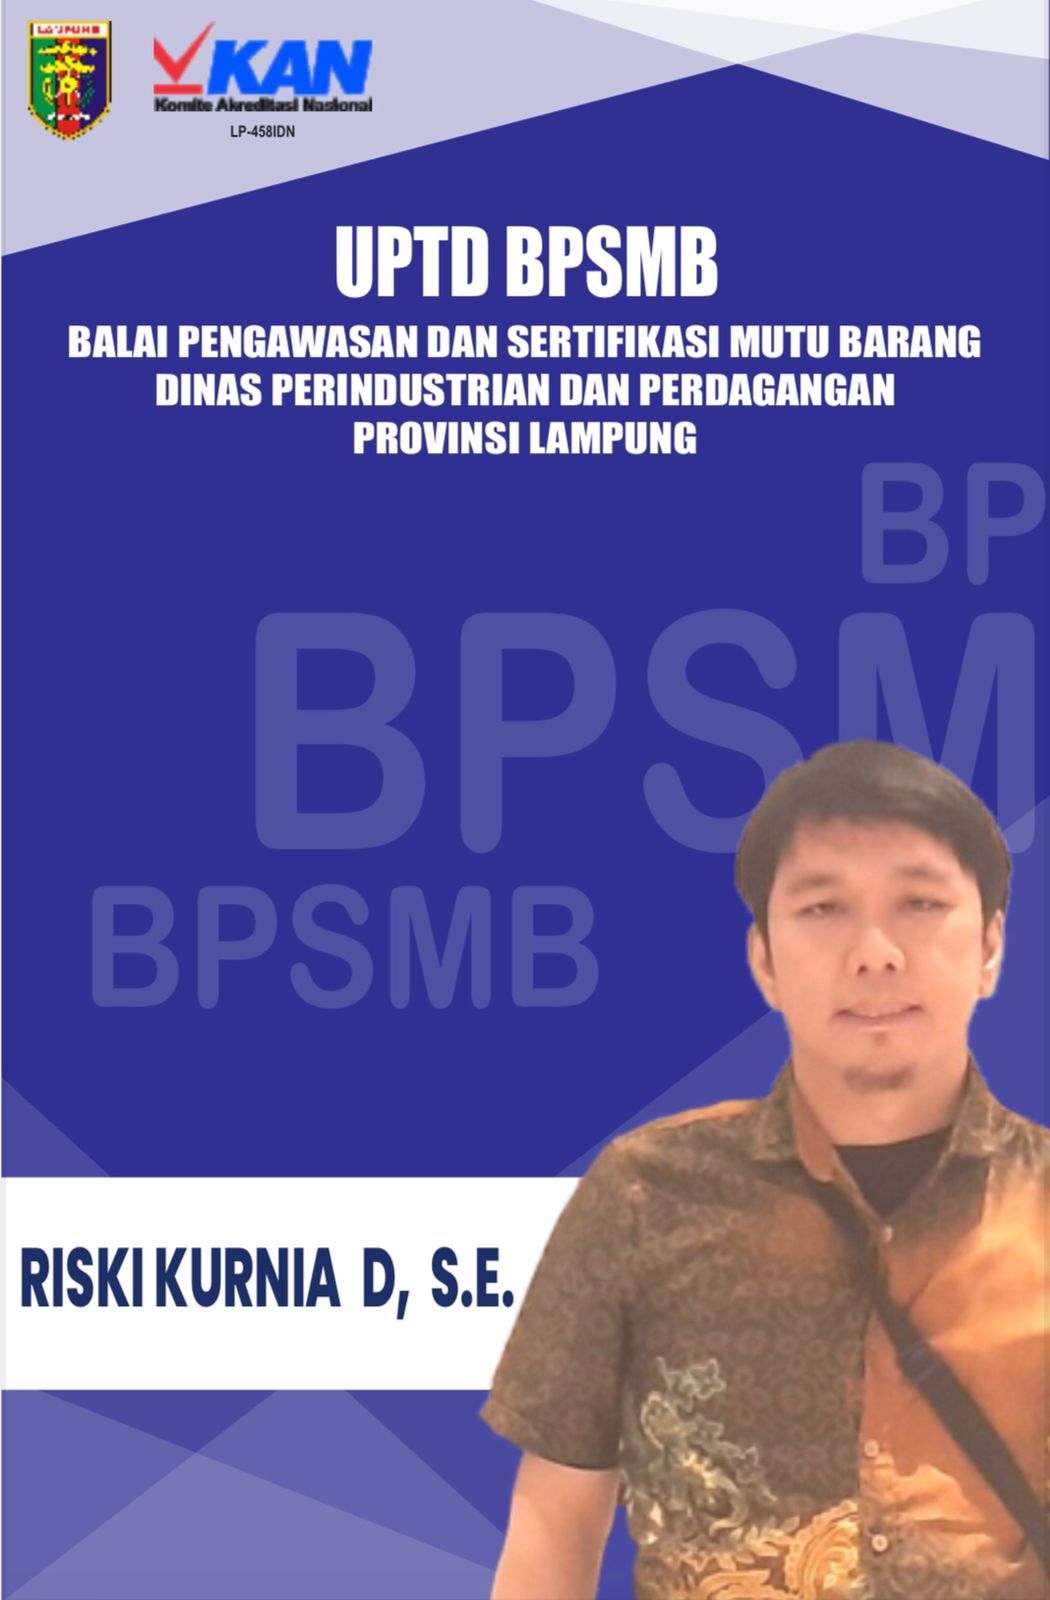 LAMPUNG
KAN
Komite Akreditasi Nasional
LP-458IDN
UPTD BPSMB
BALAI PENGAWASAN DAN SERTIFIKASI MUTU BARANG
DINAS PERINDUSTRIAN DAN PERDAGANGAN
PROVINSI LAMPUNG
BP
BPSM
BPSMB
RISKI KURNIA D, S.E.